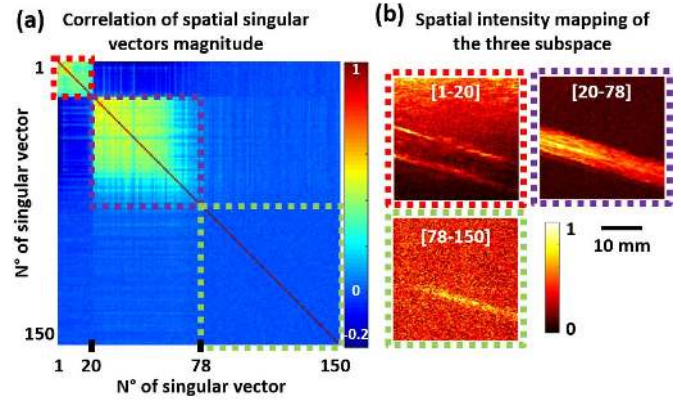 (a) Correlation of spatial singular
vectors magnitude
1
N° of singular vector
150
1 20 78 150
N° of singular vector
1
0
-0.2
(b) Spatial intensity mapping of
the three subspace
[1-20]
[20-78]
[78-150]
1
0
10 mm